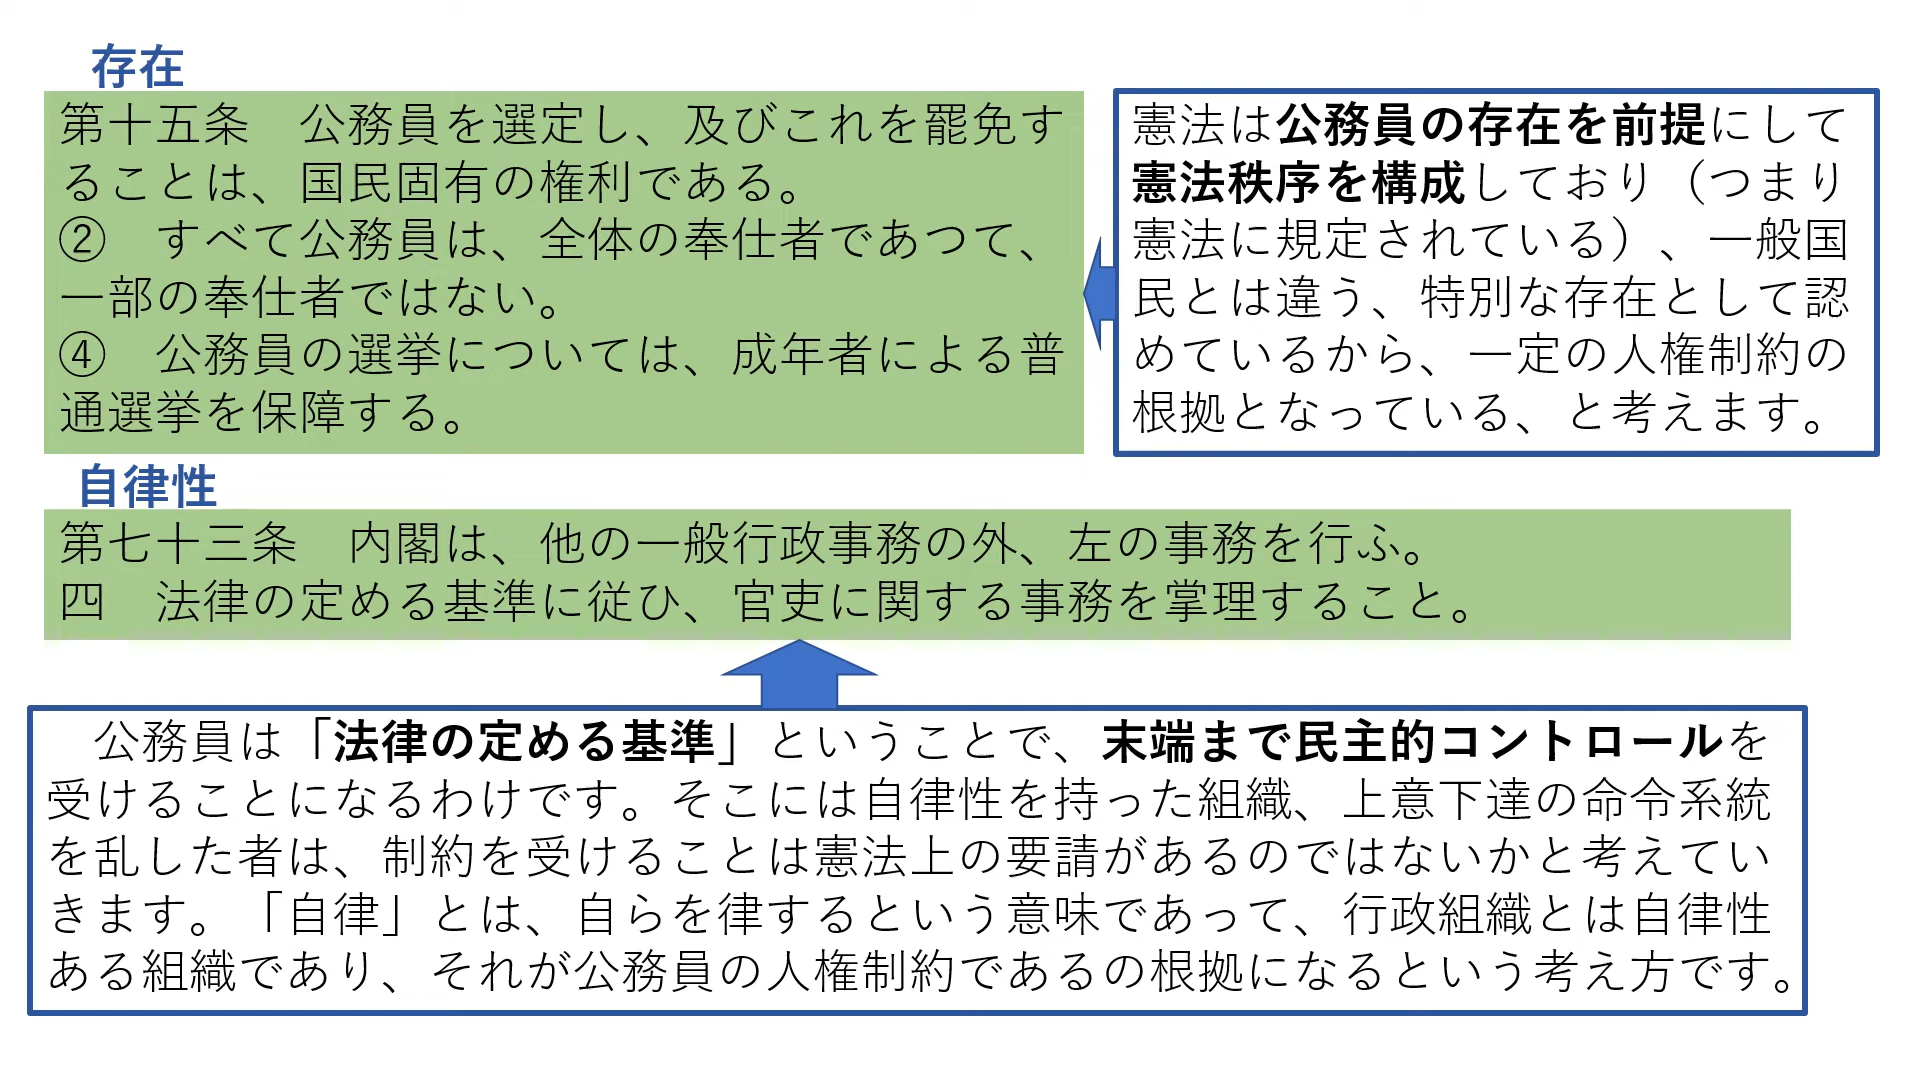 存在
第十五条　公務員を選定し、及びこれを罷免す
ることは、国民固有の権利である。
②　すべて公務員は、全体の奉仕者であつて、
一部の奉仕者ではない。
④　公務員の選挙については、成年者による普
通選挙を保障する。
憲法は公務員の存在を前提にして
憲法秩序を構成しており（つまり
憲法に規定されている）、一般国
民とは違う、特別な存在として認
めているから、一定の人権制約の
根拠となっている、と考えます。
自律性
第七十三条　内閣は、他の一般行政事務の外、左の事務を行ふ。
四　法律の定める基準に従ひ、官吏に関する事務を掌理すること。
公務員は「法律の定める基準」ということで、末端まで民主的コントロールを
受けることになるわけです。そこには自律性を持った組織、上意下達の命令系統
を乱した者は、制約を受けることは憲法上の要請があるのではないかと考えてい
きます。「自律」とは、自らを律するという意味であって、行政組織とは自律性
ある組織であり、それが公務員の人権制約であるの根拠になるという考え方です。